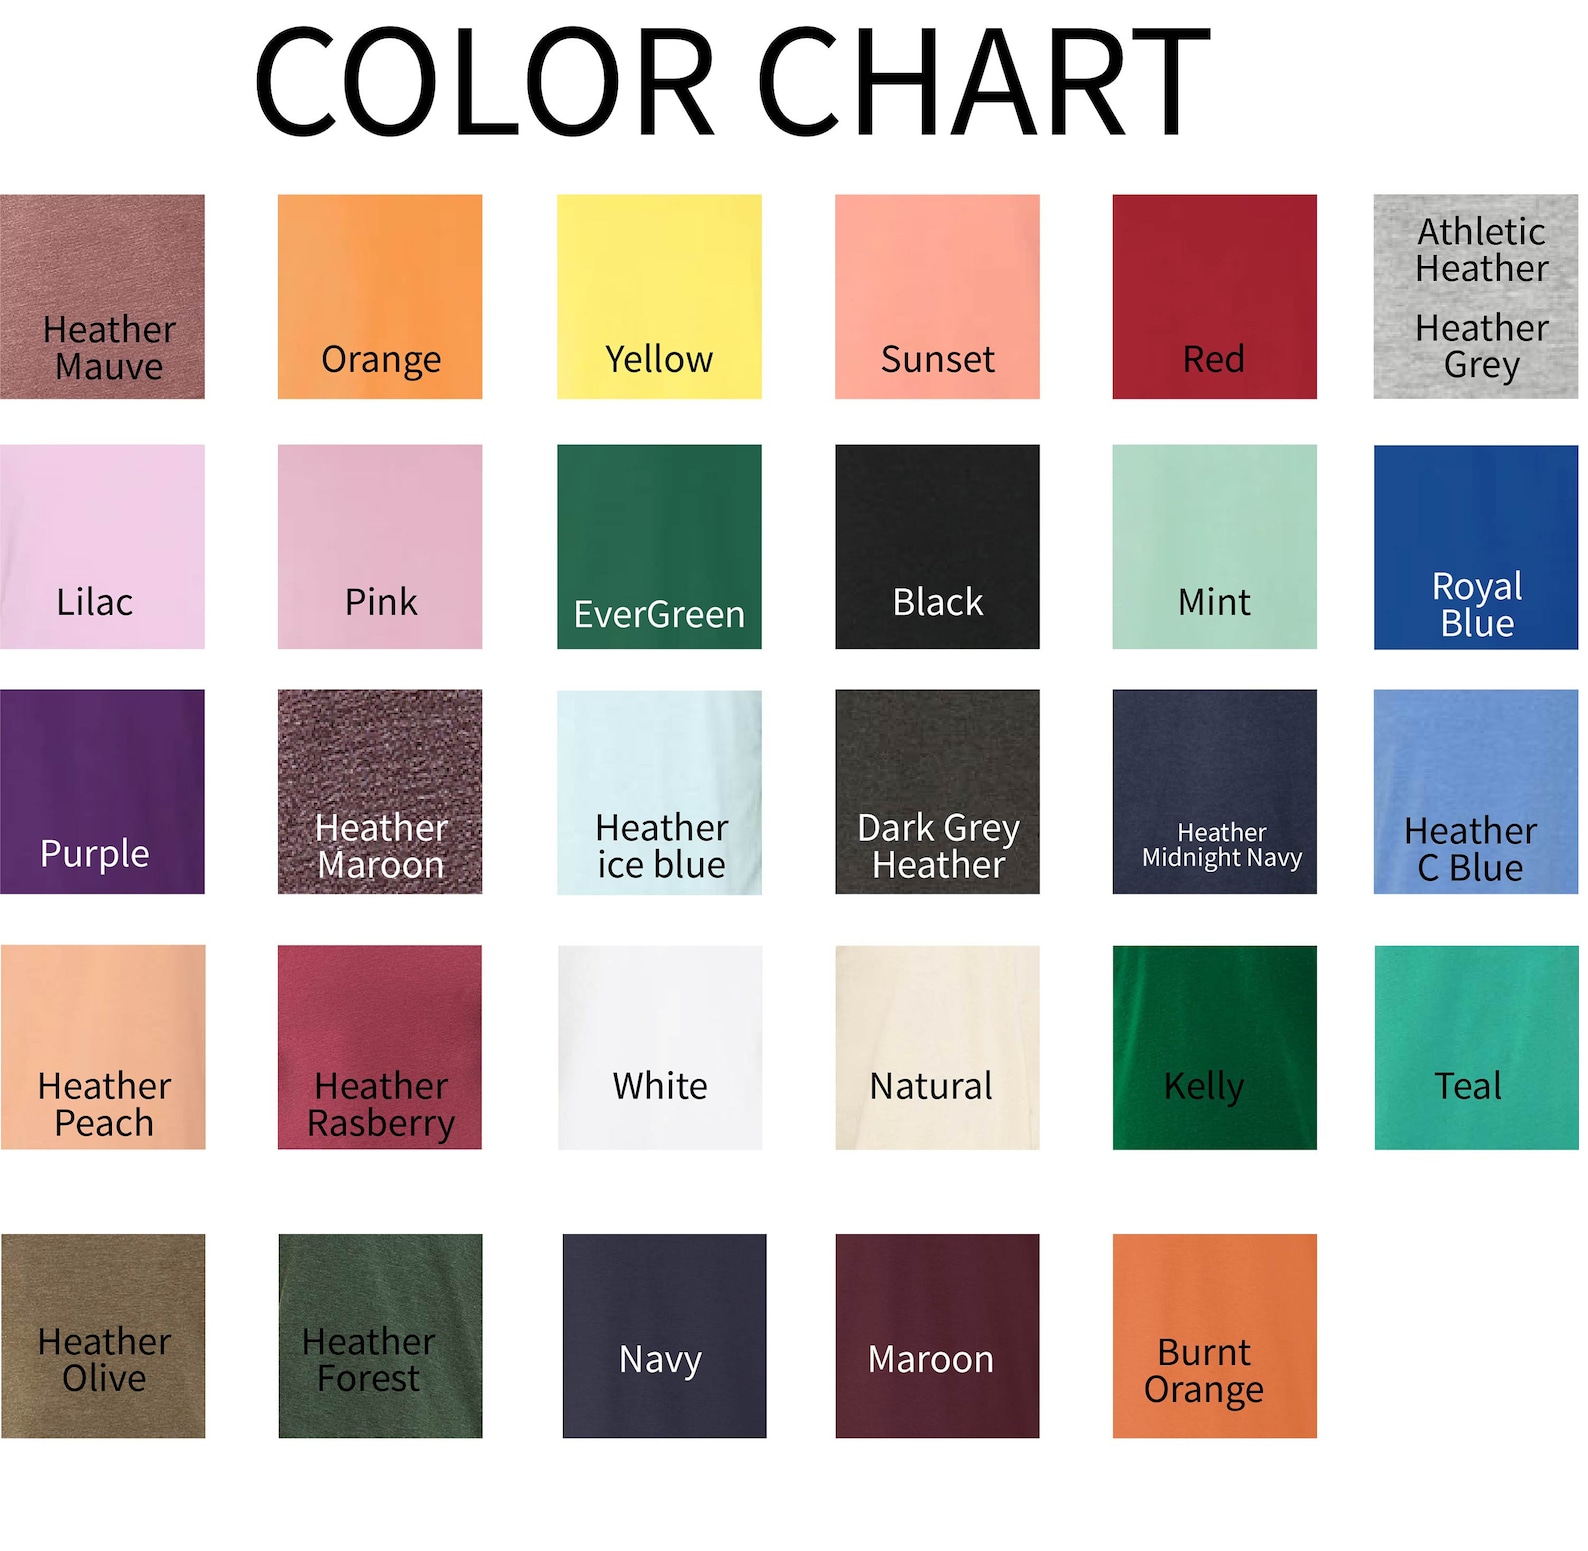 COLOR CHART
Heather
Mauve
Orange
Yellow
Sunset
Red
Athletic
Heather
Heather
Grey
Lilac
Pink
EverGreen
Black
Mint
Royal
Blue
Purple
Heather
Maroon
Heather
ice blue
Dark Grey
Heather
Heather
Midnight Navy
Heather
C Blue
Heather
Peach
Heather
Rasberry
White
Natural
Kelly
Teal
Heather
Olive
Heather
Forest
Navy
Maroon
Burnt
Orange